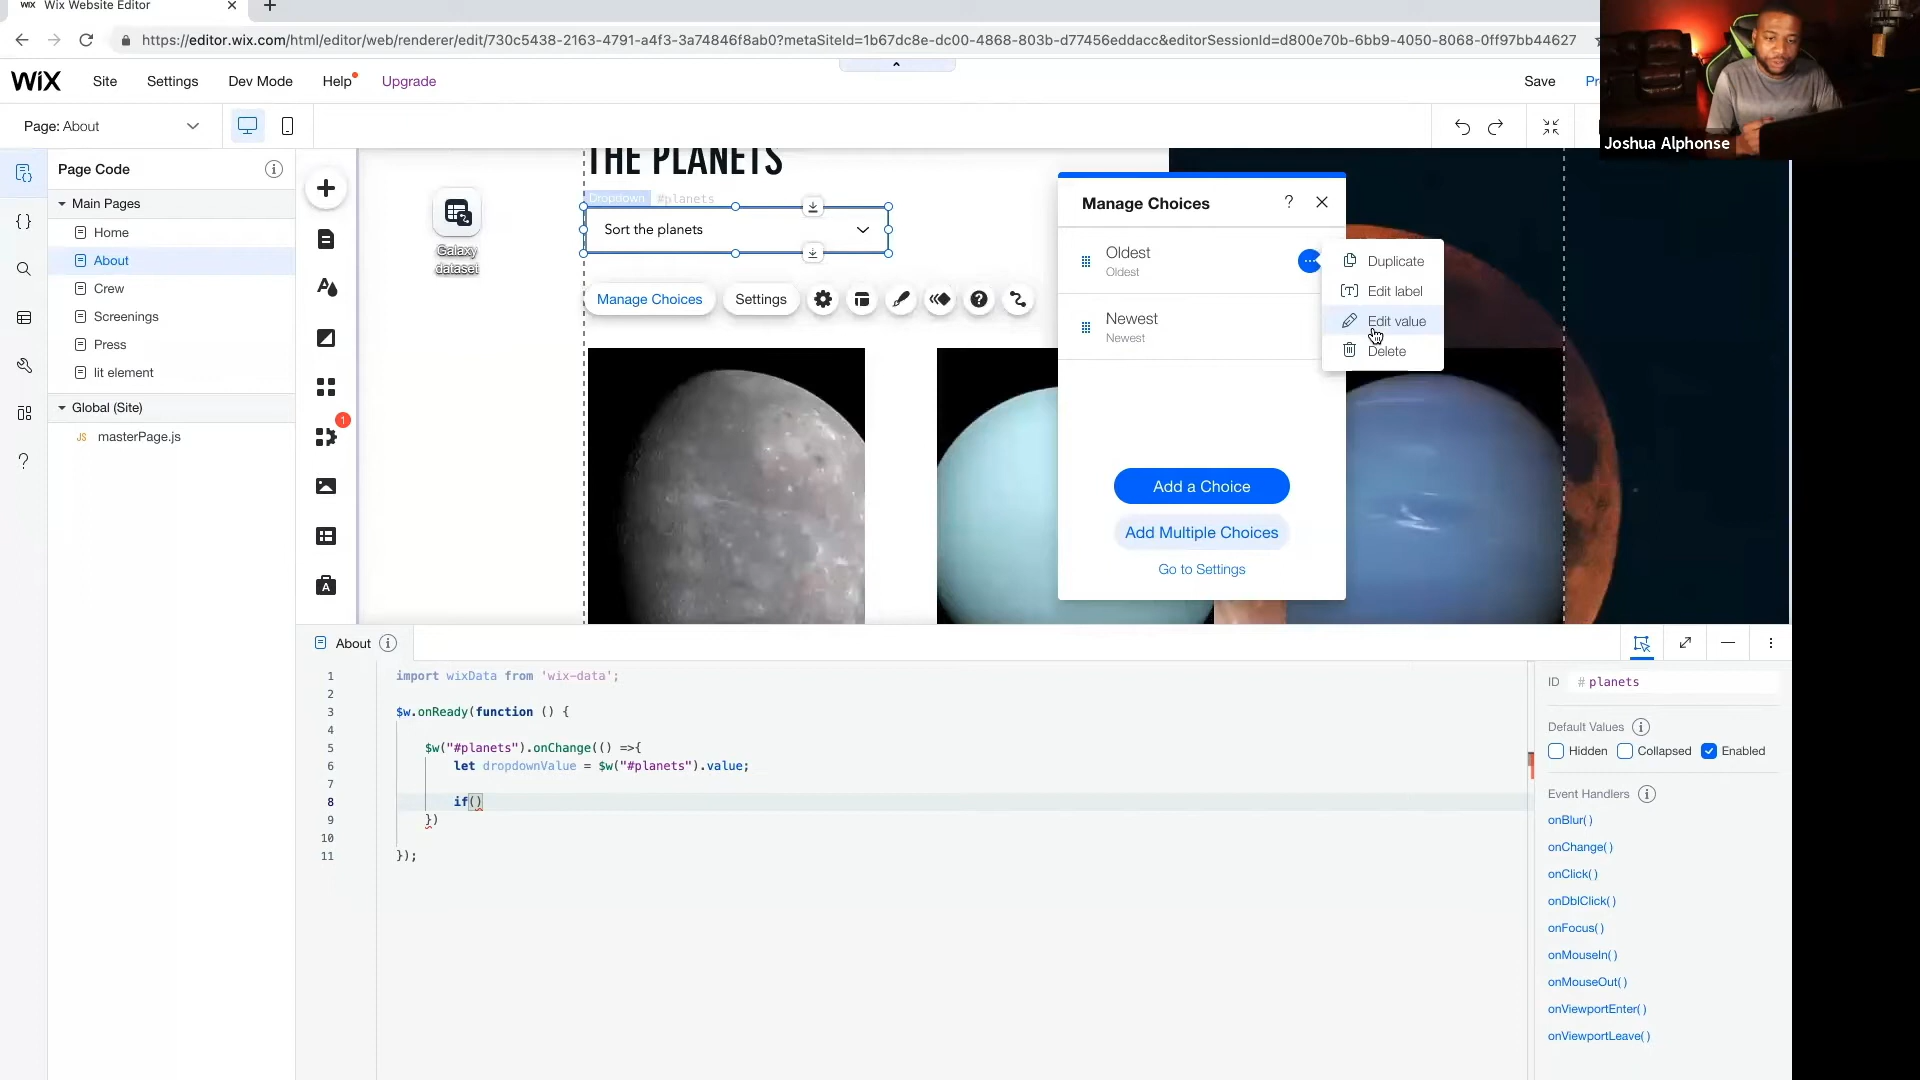 WiX Wix Website Editor
https://editor.wix.com/html/editor/web/renderer/edit/730c5438-2163-4791-a4f3-3a74846f8ab0?metaSiteId=1b67dc8e-dc00-4868-803b-d77456eddacc&editorSessionId=d800e70b-6bb9-4050-8068-0ff97bb44627
WiX Site Settings Dev Mode Help Upgrade Save Pr
Joshua Alphonse
Page: About
Page Code
Main Pages
Home
About
Crew
Screenings
Press
lit element
Global (Site)
JS masterPage.js
1
THE PLANETS
Dropdown #planets
Sort the planets
Galaxy
dataset
Manage Choices Settings
Manage Choices ?
Oldest
Oldest
Newest
Newest
Duplicate
Edit label
Edit value
Delete
Add a Choice
Add Multiple Choices
Go to Settings
About
1 import wixData from 'wix-data';
2
3 $w.onReady(function () {
4
5 $w("#planets").onChange(() =>{
6 let dropdownValue = $w("#planets").value;
7
8 if()
9 })
10
11 });
ID # planets
Default Values
Hidden Collapsed Enabled
Event Handlers
onBlur()
onChange()
onClick()
onDblClick()
onFocus()
onMouseIn()
onMouseOut()
onViewportEnter()
onViewportLeave()